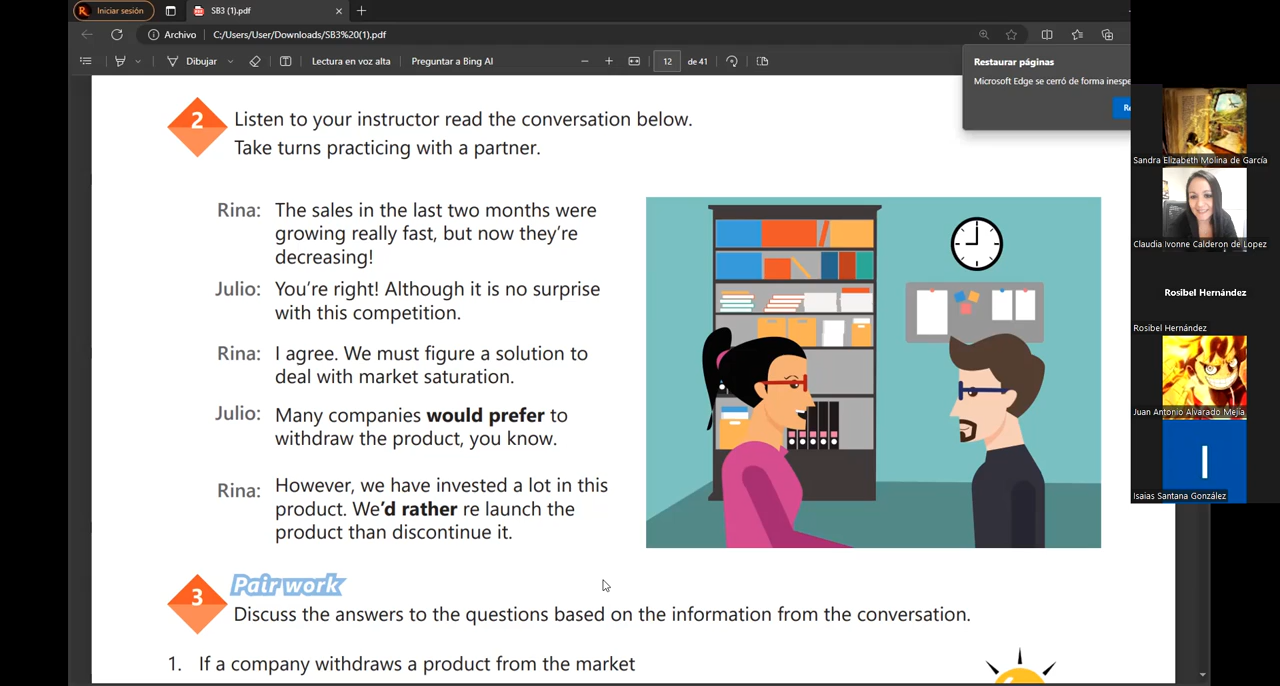 Iniciar sesión
SB3 (1).pdf
Archivo
C:/Users/User/Downloads/SB3%20(1).pdf
Dibujar
Lectura en voz alta
Preguntar a Bing AI
12
de 41
Restaurar páginas
Microsoft Edge se cerró de forma inespe
2
Listen to your instructor read the conversation below.
Take turns practicing with a partner.
Rina: The sales in the last two months were
growing really fast, but now they're
decreasing!
Julio: You're right! Although it is no surprise
with this competition.
Rina: I agree. We must figure a solution to
deal with market saturation.
Julio: Many companies would prefer to
withdraw the product, you know.
Rina: However, we have invested a lot in this
product. We'd rather re launch the
product than discontinue it.
3
Pair work
Discuss the answers to the questions based on the information from the conversation.
1. If a company withdraws a product from the market
Sandra Elizabeth Molina de García
Claudia Ivonne Calderon de Lopez
Rosibel Hernández
Rosibel Hernández
Juan Antonio Alvarado Mejía
I
Isaias Santana González